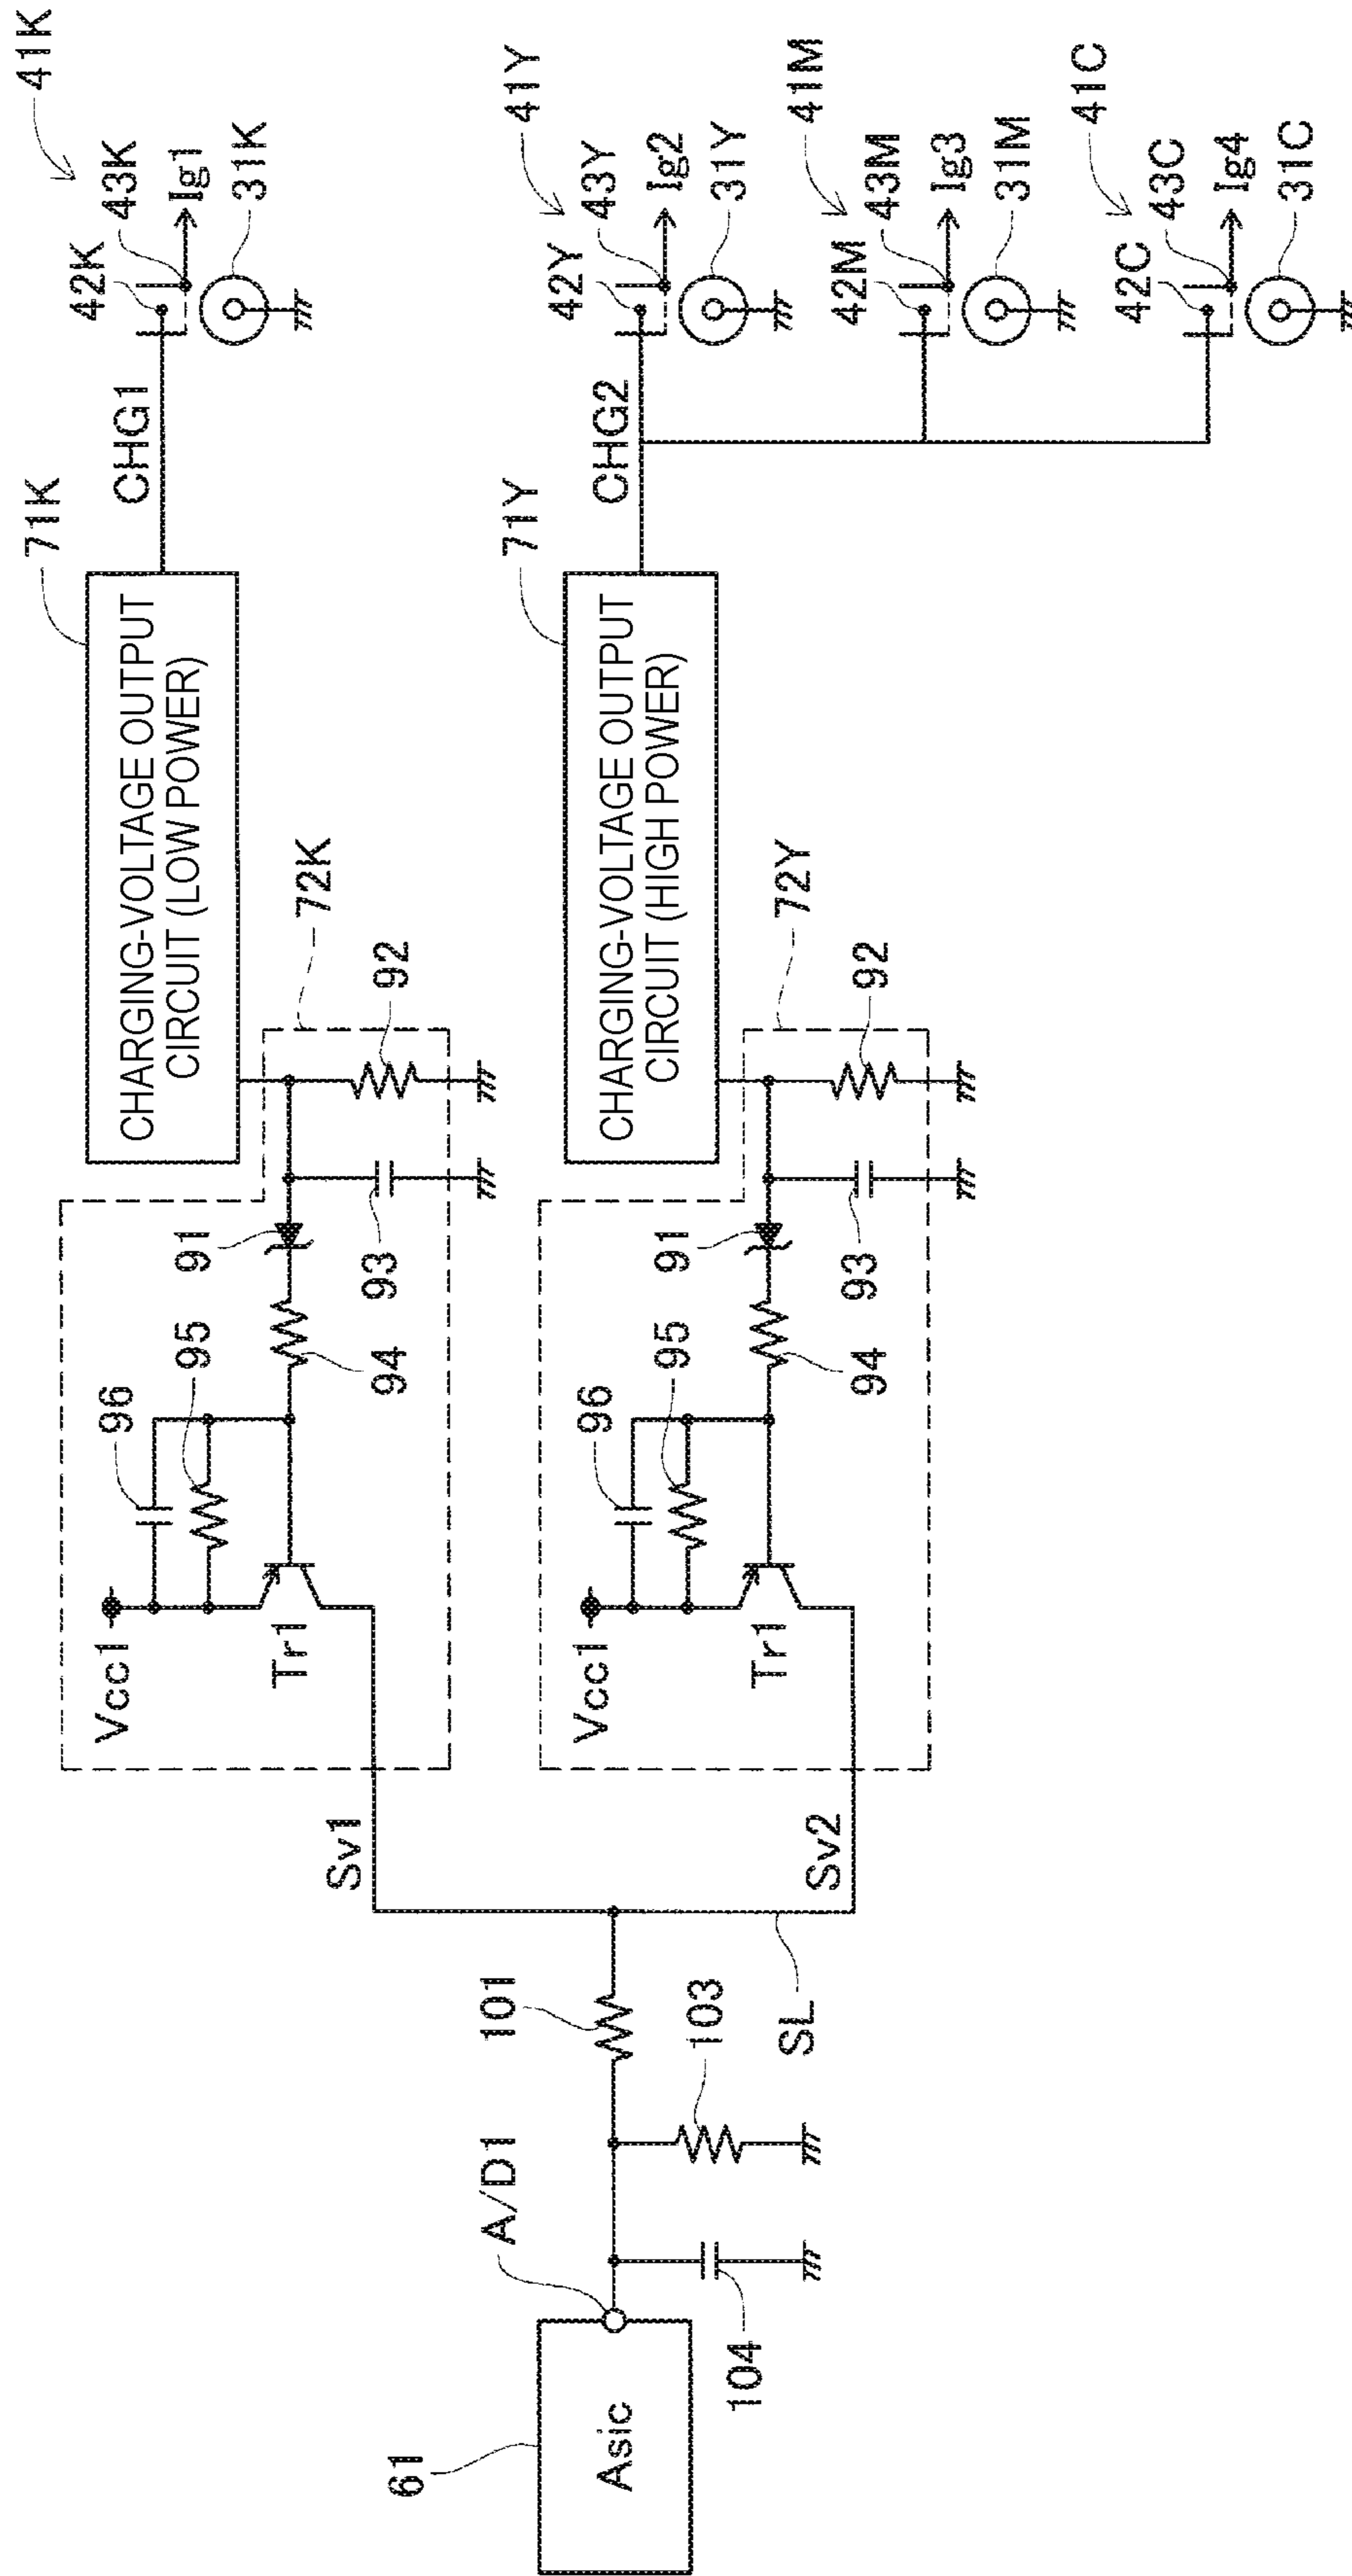 41K
43K
42K
Ig1
31K
CHG1
71K
CHARGING-VOLTAGE OUTPUT
CIRCUIT (LOW POWER)
72K
92
91
93
94
95
96
Vcc1
Tr1
Sv1
41Y
43Y
42Y
Ig2
31Y
41M
43M
42M
Ig3
31M
41C
43C
42C
Ig4
31C
CHG2
71Y
CHARGING-VOLTAGE OUTPUT
CIRCUIT (HIGH POWER)
72Y
92
91
93
94
95
96
Vcc1
Tr1
Sv2
SL
101
103
A/D1
104
61
Asic